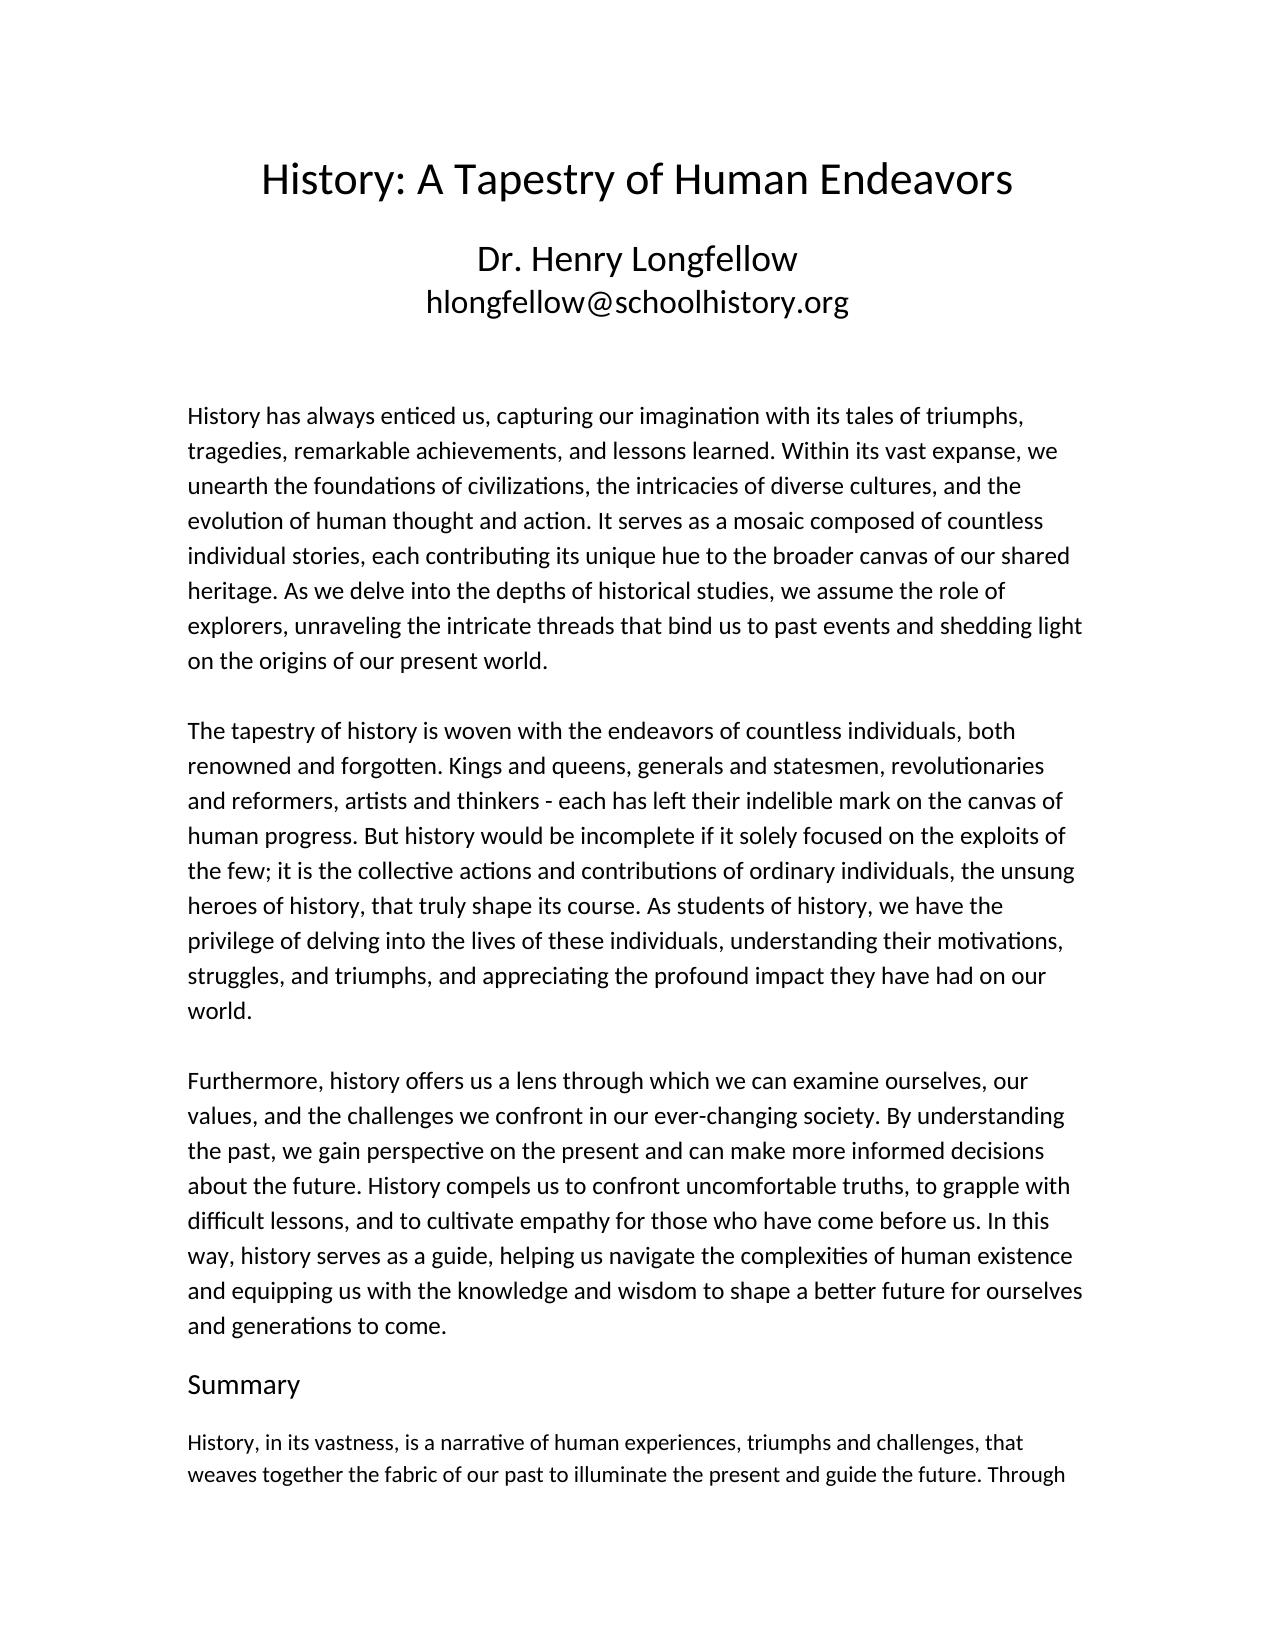 History: A Tapestry of Human Endeavors
Dr. Henry Longfellow
hlongfellow@schoolhistory.org
History has always enticed us, capturing our imagination with its tales of triumphs,
tragedies, remarkable achievements, and lessons learned. Within its vast expanse, we
unearth the foundations of civilizations, the intricacies of diverse cultures, and the
evolution of human thought and action. It serves as a mosaic composed of countless
individual stories, each contributing its unique hue to the broader canvas of our shared
heritage. As we delve into the depths of historical studies, we assume the role of
explorers, unraveling the intricate threads that bind us to past events and shedding light
on the origins of our present world.
The tapestry of history is woven with the endeavors of countless individuals, both
renowned and forgotten. Kings and queens, generals and statesmen, revolutionaries
and reformers, artists and thinkers - each has left their indelible mark on the canvas of
human progress. But history would be incomplete if it solely focused on the exploits of
the few; it is the collective actions and contributions of ordinary individuals, the unsung
heroes of history, that truly shape its course. As students of history, we have the
privilege of delving into the lives of these individuals, understanding their motivations,
struggles, and triumphs, and appreciating the profound impact they have had on our
world.
Furthermore, history offers us a lens through which we can examine ourselves, our
values, and the challenges we confront in our ever-changing society. By understanding
the past, we gain perspective on the present and can make more informed decisions
about the future. History compels us to confront uncomfortable truths, to grapple with
difficult lessons, and to cultivate empathy for those who have come before us. In this
way, history serves as a guide, helping us navigate the complexities of human existence
and equipping us with the knowledge and wisdom to shape a better future for ourselves
and generations to come.
Summary
History, in its vastness, is a narrative of human experiences, triumphs and challenges, that
weaves together the fabric of our past to illuminate the present and guide the future. Through